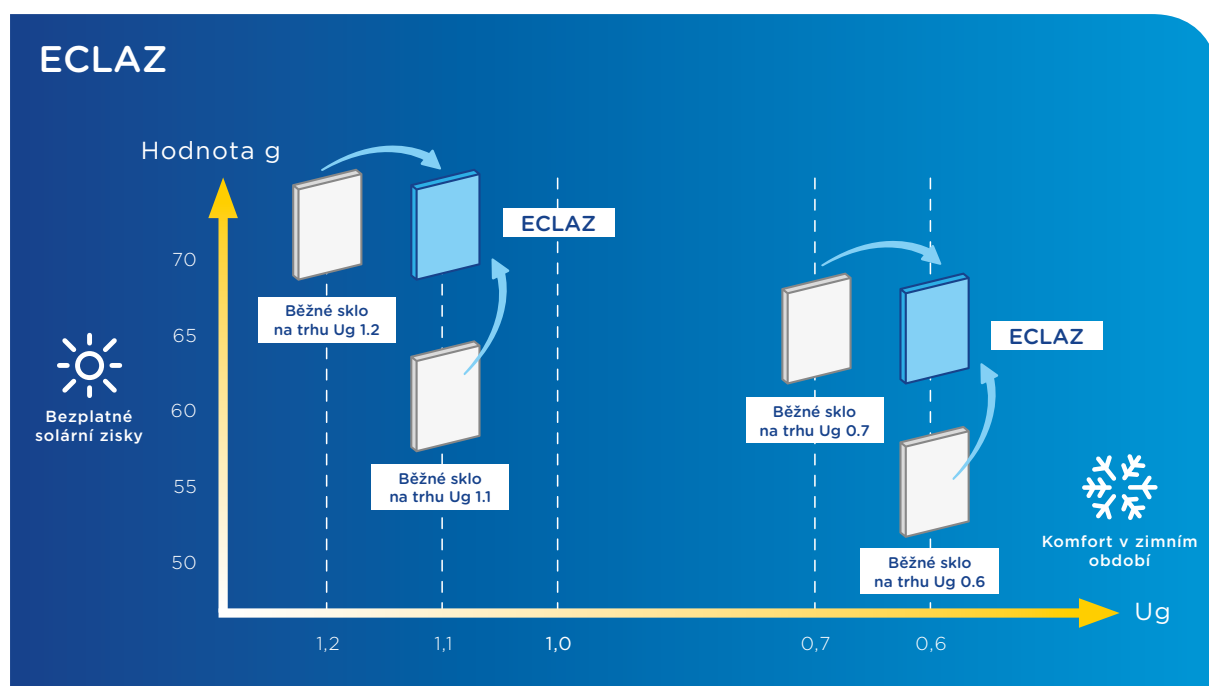 ECLAZ
Hodnota g
ECLAZ
70
Běžné sklo
na trhu Ug 1.2
65
ECLAZ
Bezplatné
solární zisky
60
Běžné sklo
na trhu Ug 0.7
Běžné sklo
na trhu Ug 1.1
55
50
Komfort v zimním
období
Běžné sklo
na trhu Ug 0.6
Ug
1,2
1,1
1,0
0,7
0,6